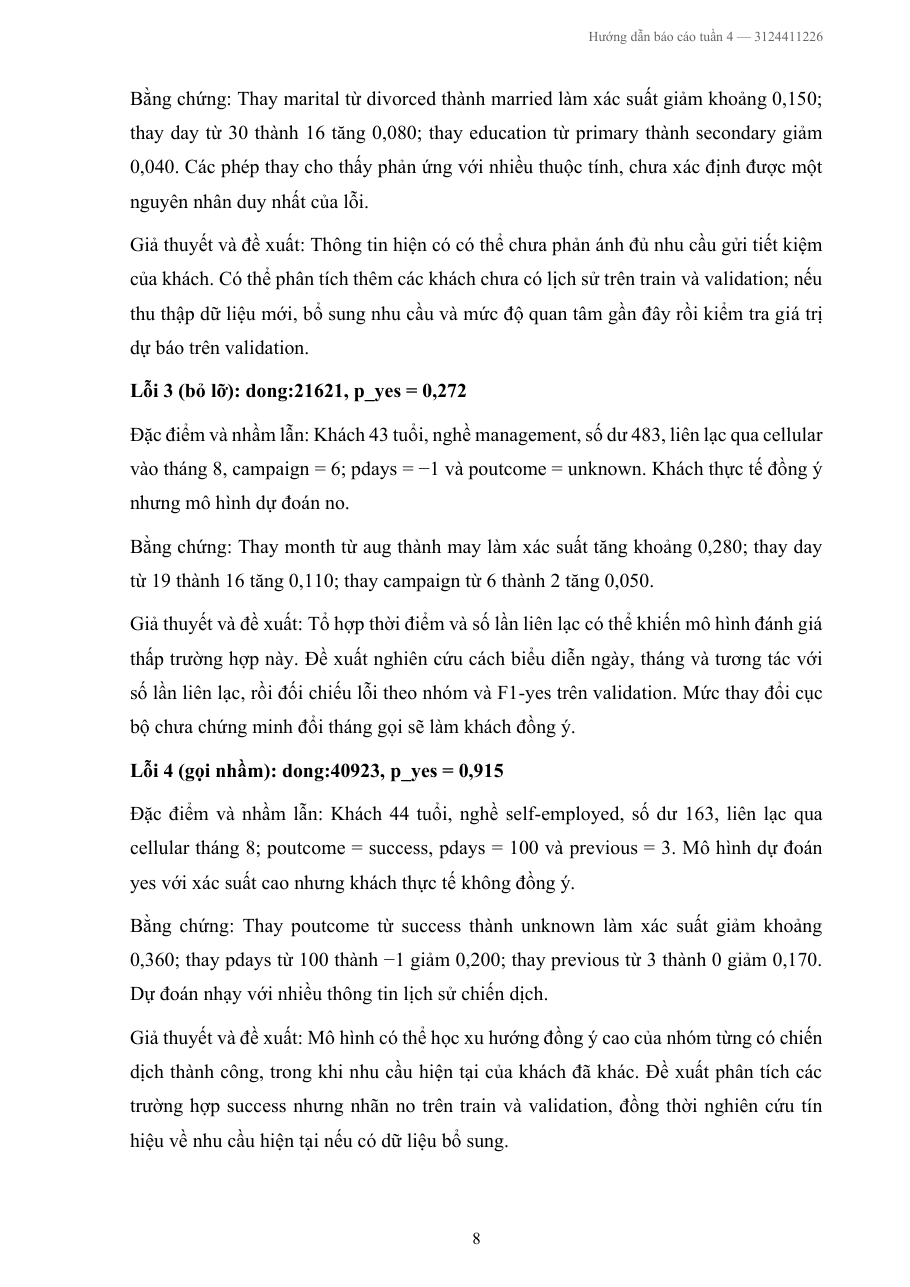 Hướng dẫn báo cáo tuần 4 — 3124411226
Bằng chứng: Thay marital từ divorced thành married làm xác suất giảm khoảng 0,150;
thay day từ 30 thành 16 tăng 0,080; thay education từ primary thành secondary giảm
0,040. Các phép thay cho thấy phản ứng với nhiều thuộc tính, chưa xác định được một
nguyên nhân duy nhất của lỗi.
Giả thuyết và đề xuất: Thông tin hiện có có thể chưa phản ánh đủ nhu cầu gửi tiết kiệm
của khách. Có thể phân tích thêm các khách chưa có lịch sử trên train và validation; nếu
thu thập dữ liệu mới, bổ sung nhu cầu và mức độ quan tâm gần đây rồi kiểm tra giá trị
dự báo trên validation.
Lỗi 3 (bỏ lỡ): dong:21621, p_yes = 0,272
Đặc điểm và nhầm lẫn: Khách 43 tuổi, nghề management, số dư 483, liên lạc qua cellular
vào tháng 8, campaign = 6; pdays = −1 và poutcome = unknown. Khách thực tế đồng ý
nhưng mô hình dự đoán no.
Bằng chứng: Thay month từ aug thành may làm xác suất tăng khoảng 0,280; thay day
từ 19 thành 16 tăng 0,110; thay campaign từ 6 thành 2 tăng 0,050.
Giả thuyết và đề xuất: Tổ hợp thời điểm và số lần liên lạc có thể khiến mô hình đánh giá
thấp trường hợp này. Đề xuất nghiên cứu cách biểu diễn ngày, tháng và tương tác với
số lần liên lạc, rồi đối chiếu lỗi theo nhóm và F1-yes trên validation. Mức thay đổi cục
bộ chưa chứng minh đổi tháng gọi sẽ làm khách đồng ý.
Lỗi 4 (gọi nhầm): dong:40923, p_yes = 0,915
Đặc điểm và nhầm lẫn: Khách 44 tuổi, nghề self-employed, số dư 163, liên lạc qua
cellular tháng 8; poutcome = success, pdays = 100 và previous = 3. Mô hình dự đoán
yes với xác suất cao nhưng khách thực tế không đồng ý.
Bằng chứng: Thay poutcome từ success thành unknown làm xác suất giảm khoảng
0,360; thay pdays từ 100 thành −1 giảm 0,200; thay previous từ 3 thành 0 giảm 0,170.
Dự đoán nhạy với nhiều thông tin lịch sử chiến dịch.
Giả thuyết và đề xuất: Mô hình có thể học xu hướng đồng ý cao của nhóm từng có chiến
dịch thành công, trong khi nhu cầu hiện tại của khách đã khác. Đề xuất phân tích các
trường hợp success nhưng nhãn no trên train và validation, đồng thời nghiên cứu tín
hiệu về nhu cầu hiện tại nếu có dữ liệu bổ sung.
8